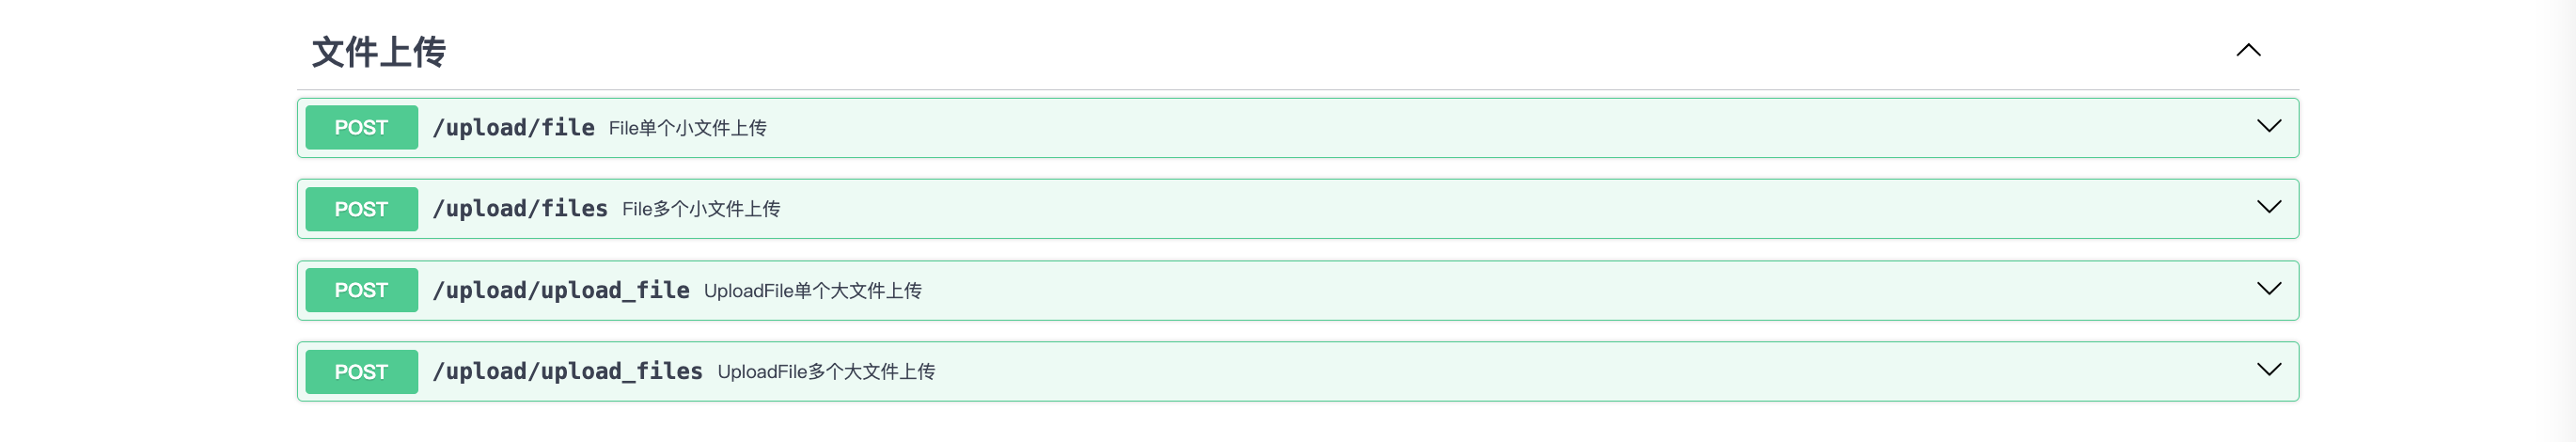 文件上传
POST /upload/file File单个小文件上传
POST /upload/files File多个小文件上传
POST /upload/upload_file UploadFile单个大文件上传
POST /upload/upload_files UploadFile多个大文件上传